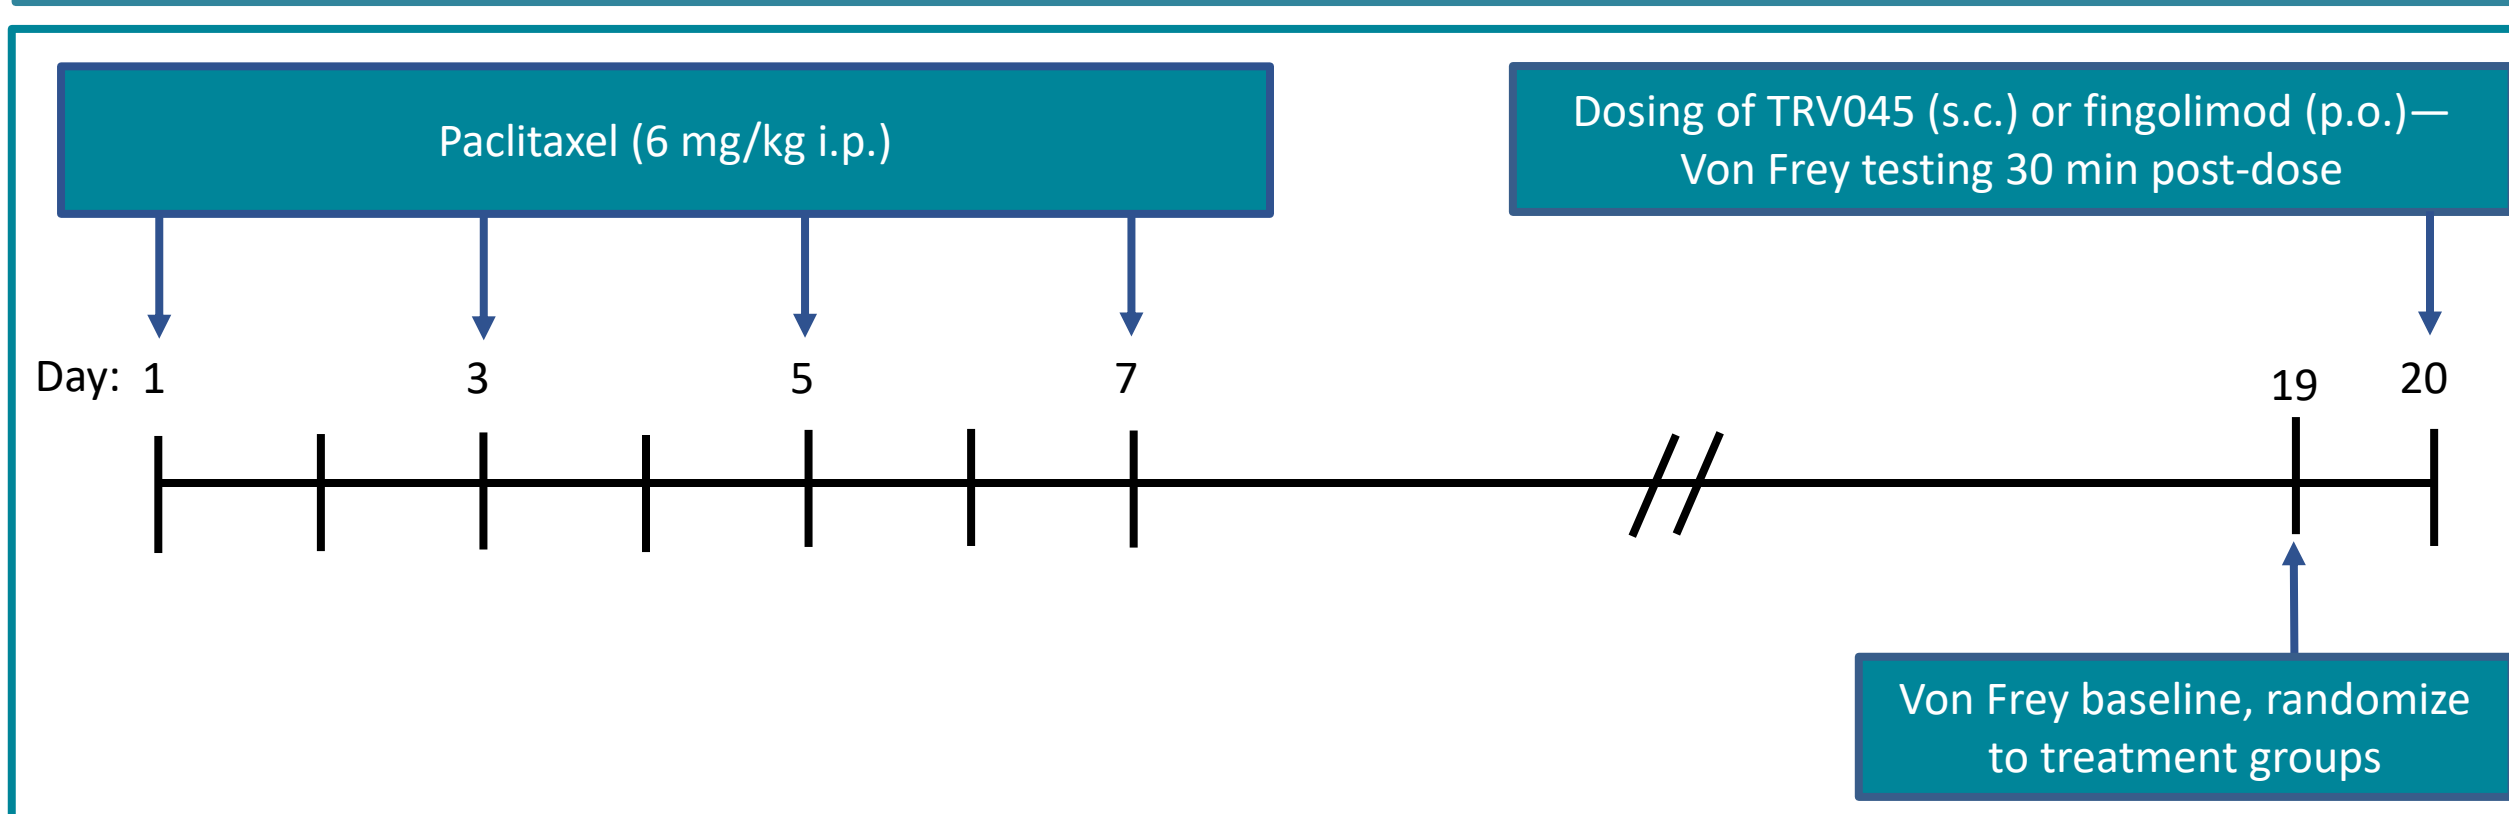 Paclitaxel (6 mg/kg i.p.)
Dosing of TRV045 (s.c.) or fingolimod (p.o.)—
Von Frey testing 30 min post-dose
Day: 1 3 5 7 19 20
Von Frey baseline, randomize
to treatment groups